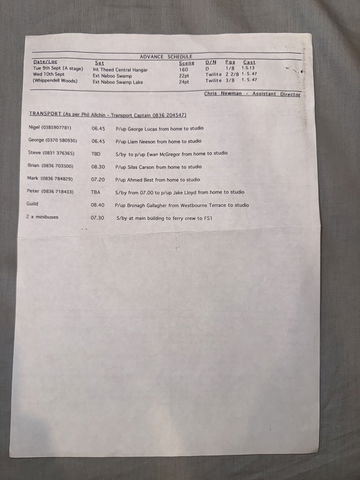 ADVANCE SCHEDULE
Date/Loc Set Scene D/N Pgs Cast
Tue 9th Sept (A stage) Int Theed Central Hangar 160 D 1/8 1.5.13
Wed 10th Sept Ext Naboo Swamp 22pt Twilite 2 2/8 1. 5. 47
(Whippendell Woods) Ext Naboo Swamp Lake 24pt Twilite 3/8 1. 5. 47
Chris Newman - Assistant Director
TRANSPORT (As per Phil Allchin - Transport Captain 0836 204547)
Nigel (0385907781) 06.45 P/up George Lucas from home to studio
George (0370 580930) 06.45 P/up Liam Neeson from home to studio
Steve (0831 376365) TBD S/by to p/up Ewan McGregor from home to studio
Brian (0836 703500) 08.30 P/up Silas Carson from home to studio
Mark (0836 784829) 07.20 P/up Ahmed Best from home to studio
Peter (0836 718403) TBA S/by from 07.00 to p/up Jake Lloyd from home to studio
Guild 08.40 P/up Bronagh Gallagher from Westbourne Terrace to studio
2 x minibuses 07.30 S/by at main building to ferry crew to FS1